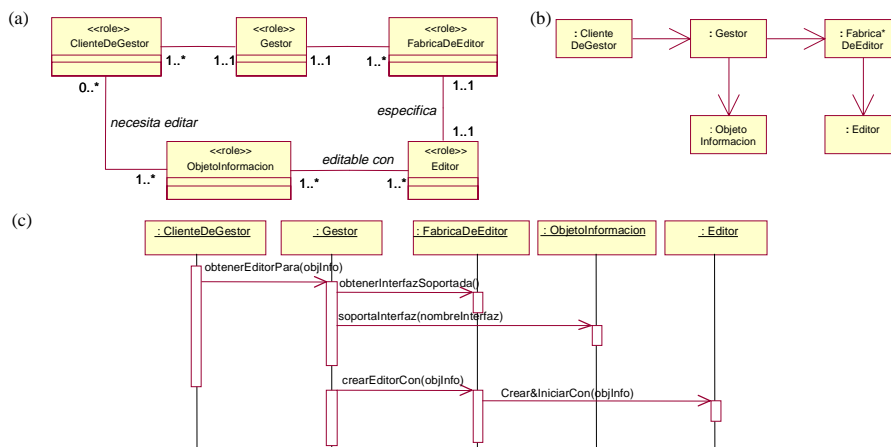 (a)
<<role>>
ClienteDeGestor
<<role>>
Gestor
<<role>>
FabricaDeEditor
1..*
1..1
1..1
1..*
0..*
1..1
necesita editar
especifica
1..1
<<role>>
ObjetoInformacion
editable con
<<role>>
Editor
1..*
1..*
1..*
(b)
: Cliente
DeGestor
: Gestor
: Fabrica*
DeEditor
: Objeto
Informacion
: Editor
(c)
: ClienteDeGestor
: Gestor
: FabricaDeEditor
: ObjetoInformacion
: Editor
obtenerEditorPara(objInfo)
obtenerInterfazSoportada()
soportaInterfaz(nombreInterfaz)
crearEditorCon(objInfo)
Crear&IniciarCon(objInfo)